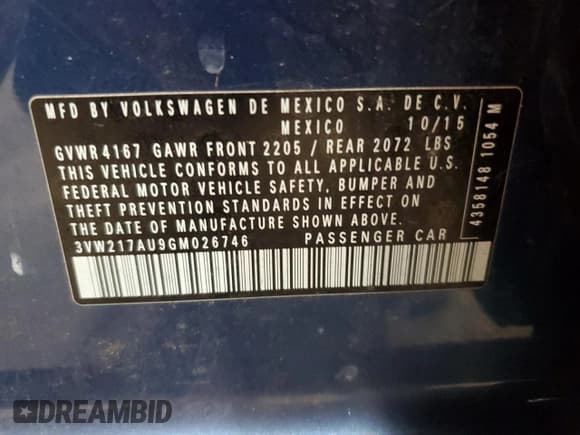 MFD BY VOLKSWAGEN DE MEXICO S.A. DE C.V.
MEXICO 10/15
GVWR 4167 GAWR FRONT 2205 / REAR 2072 LBS
THIS VEHICLE CONFORMS TO ALL APPLICABLE U.S.
FEDERAL MOTOR VEHICLE SAFETY, BUMPER AND
THEFT PREVENTION STANDARDS IN EFFECT ON
THE DATE OF MANUFACTURE SHOWN ABOVE.
3VW217AU9GM026746 PASSENGER CAR
4358148 1054 M
DREAMBID